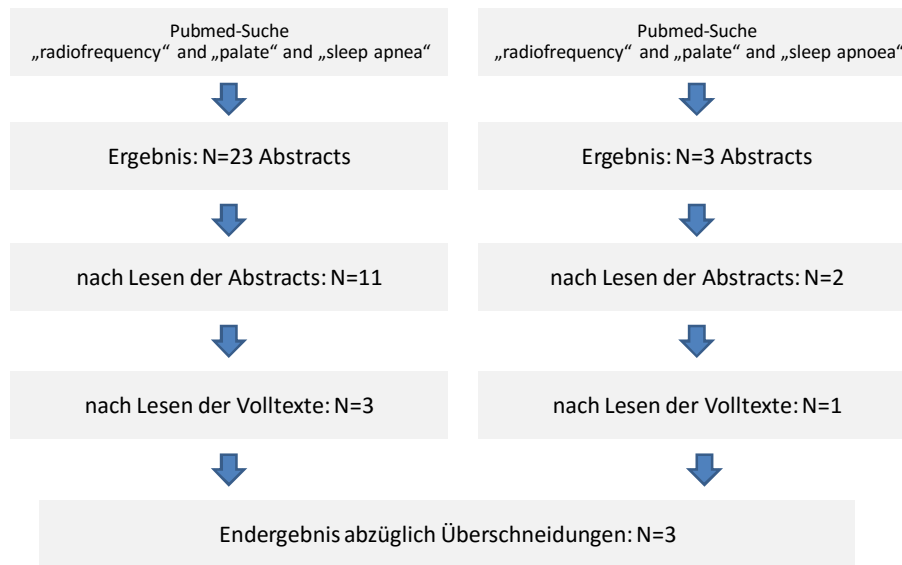 Pubmed-Suche
„radiofrequency“ and „palate“ and „sleep apnea“
Ergebnis: N=23 Abstracts
nach Lesen der Abstracts: N=11
nach Lesen der Volltexte: N=3
Pubmed-Suche
„radiofrequency“ and „palate“ and „sleep apnoea“
Ergebnis: N=3 Abstracts
nach Lesen der Abstracts: N=2
nach Lesen der Volltexte: N=1
Endergebnis abzüglich Überschneidungen: N=3